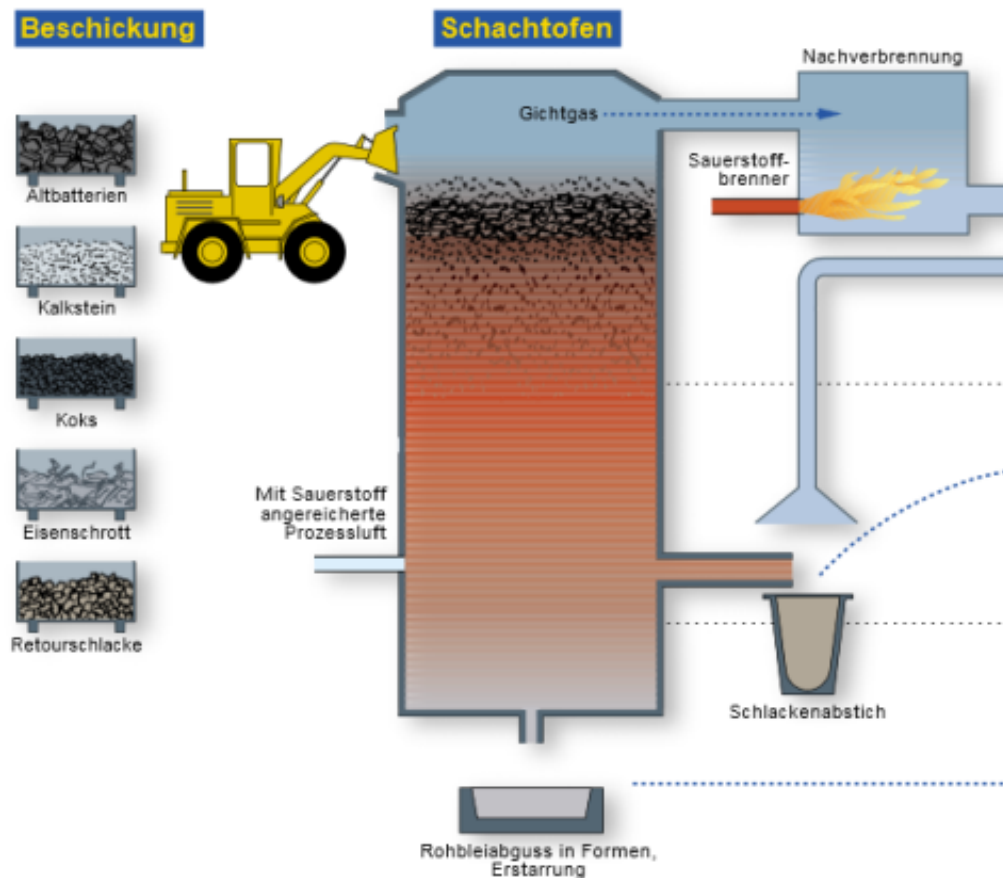 Beschickung
Schachtofen
Nachverbrennung
Gichtgas
Sauerstoff-
brenner
Altbatterien
Kalkstein
Koks
Mit Sauerstoff
angereicherte
Prozessluft
Eisenschrott
Retourschlacke
Schlackenabstich
Rohbleiabguss in Formen,
Erstarrung